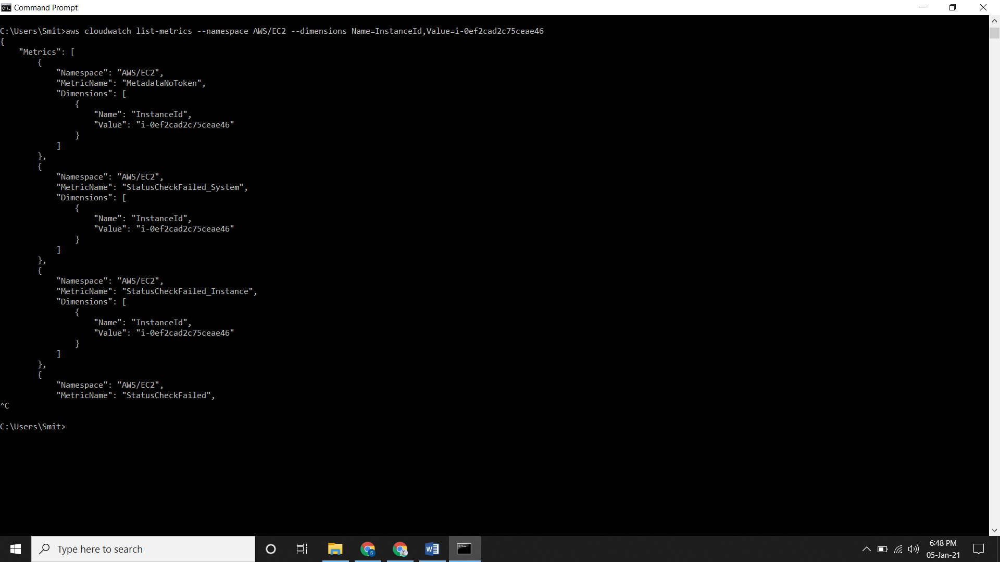 Command Prompt
C:\Users\Smit>aws cloudwatch list-metrics --namespace AWS/EC2 --dimensions Name=InstanceId,Value=i-0ef2cad2c75ceae46
{
    "Metrics": [
        {
            "Namespace": "AWS/EC2",
            "MetricName": "MetadataNoToken",
            "Dimensions": [
                {
                    "Name": "InstanceId",
                    "Value": "i-0ef2cad2c75ceae46"
                }
            ]
        },
        {
            "Namespace": "AWS/EC2",
            "MetricName": "StatusCheckFailed_System",
            "Dimensions": [
                {
                    "Name": "InstanceId",
                    "Value": "i-0ef2cad2c75ceae46"
                }
            ]
        },
        {
            "Namespace": "AWS/EC2",
            "MetricName": "StatusCheckFailed_Instance",
            "Dimensions": [
                {
                    "Name": "InstanceId",
                    "Value": "i-0ef2cad2c75ceae46"
                }
            ]
        },
        {
            "Namespace": "AWS/EC2",
            "MetricName": "StatusCheckFailed",
^C
C:\Users\Smit>
Type here to search
6:48 PM
05-Jan-21